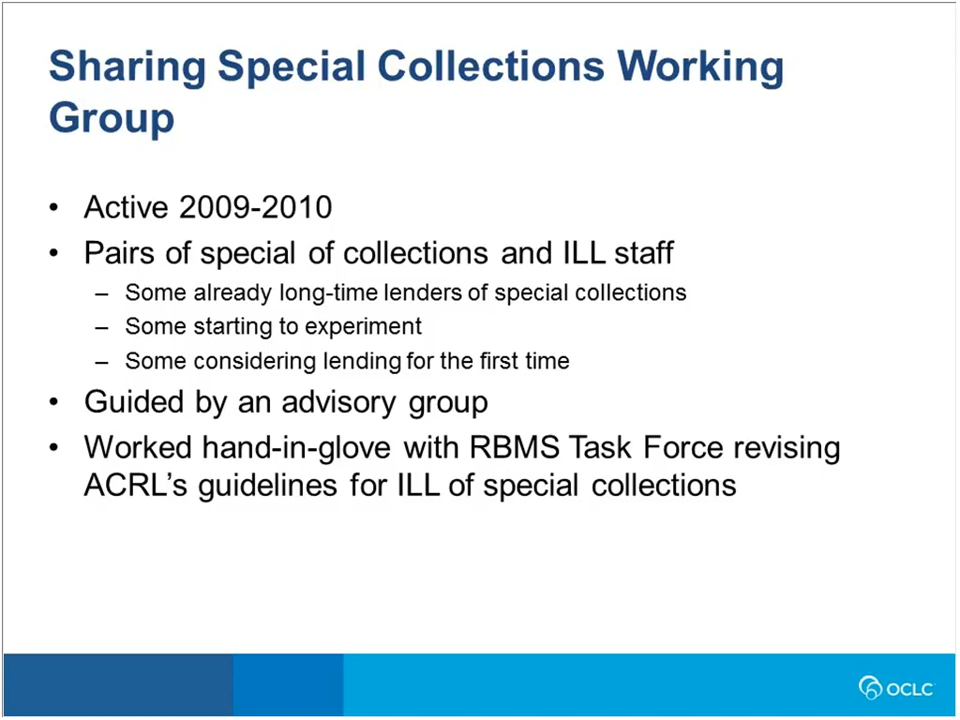 Sharing Special Collections Working
Group
• Active 2009-2010
• Pairs of special of collections and ILL staff
– Some already long-time lenders of special collections
– Some starting to experiment
– Some considering lending for the first time
• Guided by an advisory group
• Worked hand-in-glove with RBMS Task Force revising
ACRL’s guidelines for ILL of special collections
OCLC